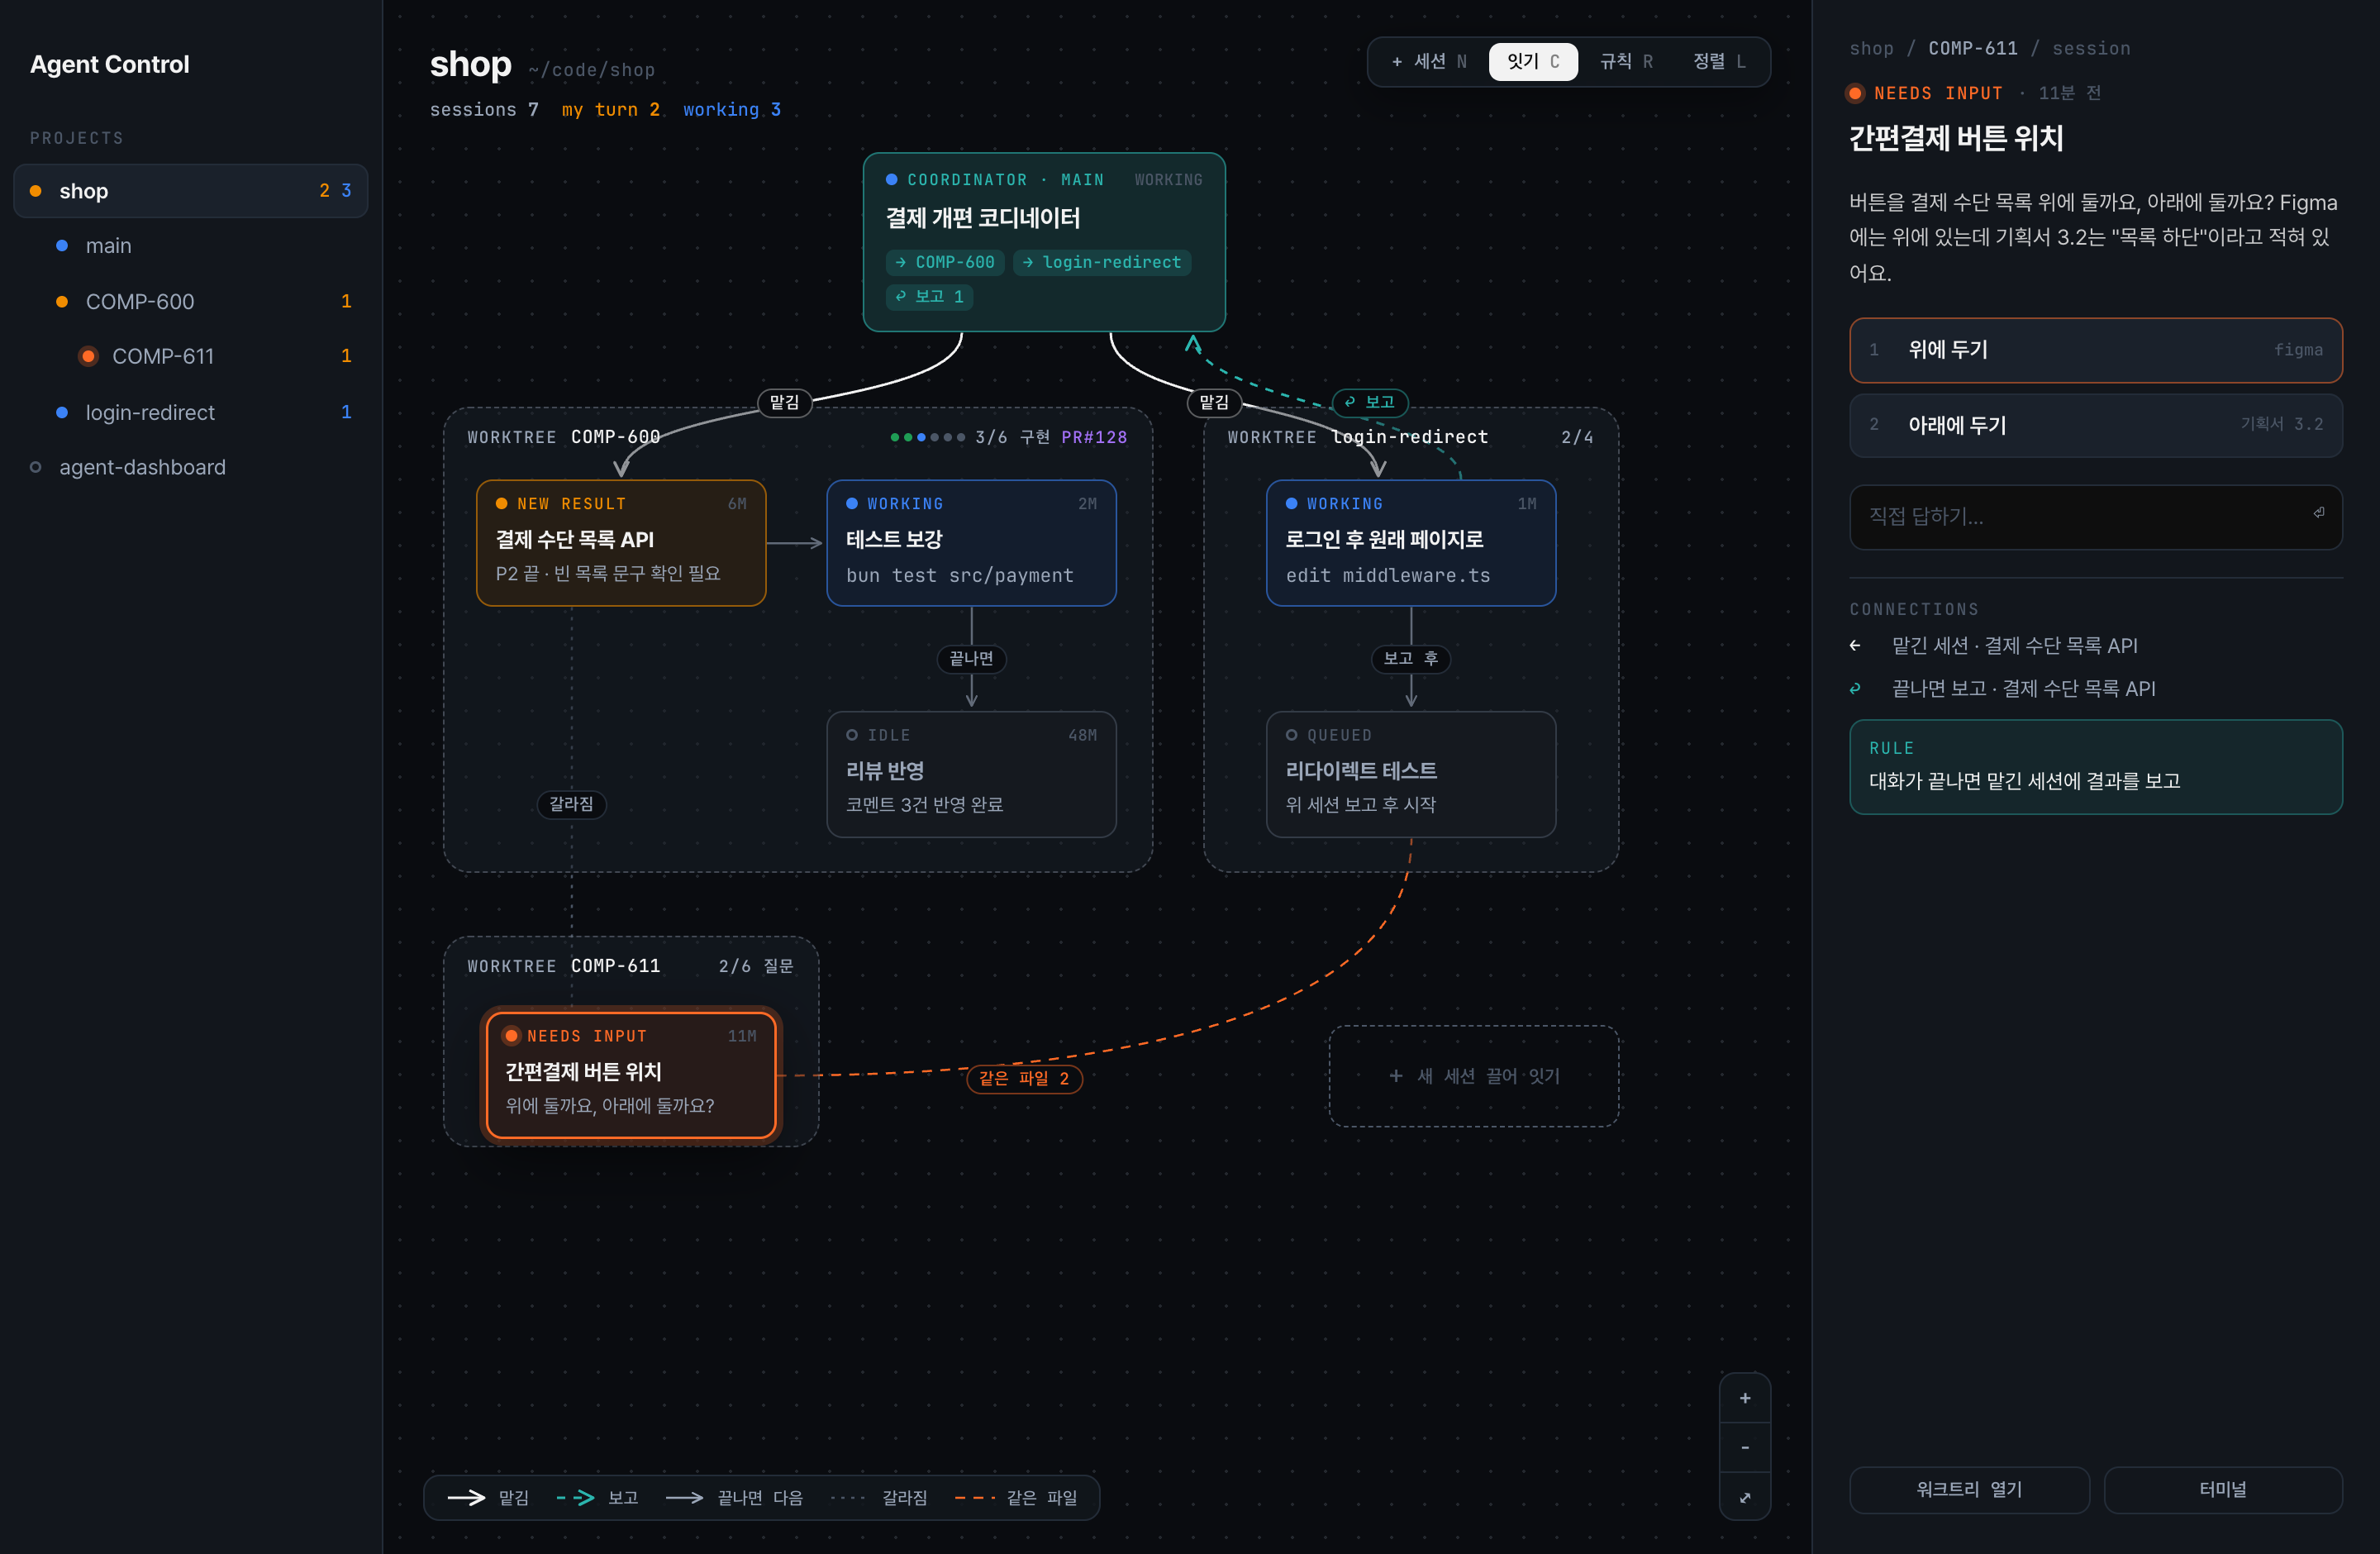 Agent Control
PROJECTS
shop 2 3
main
COMP-600 1
COMP-611 1
login-redirect 1
agent-dashboard
shop ~/code/shop
sessions 7 my turn 2 working 3
+ 세션 N 잇기 C 규칙 R 정렬 L
COORDINATOR · MAIN WORKING
결제 개편 코디네이터
→ COMP-600 → login-redirect
↩ 보고 1
맡김
맡김
↩ 보고
WORKTREE COMP-600 3/6 구현 PR#128
NEW RESULT 6M
결제 수단 목록 API
P2 끝 · 빈 목록 문구 확인 필요
WORKING 2M
테스트 보강
bun test src/payment
끝나면
IDLE 48M
리뷰 반영
코멘트 3건 반영 완료
갈라짐
WORKTREE login-redirect 2/4
WORKING 1M
로그인 후 원래 페이지로
edit middleware.ts
보고 후
QUEUED
리다이렉트 테스트
위 세션 보고 후 시작
WORKTREE COMP-611 2/6 질문
NEEDS INPUT 11M
간편결제 버튼 위치
위에 둘까요, 아래에 둘까요?
같은 파일 2
+ 새 세션 끌어 잇기
맡김 보고 끝나면 다음 갈라짐 같은 파일
+
-
⤢
shop / COMP-611 / session
NEEDS INPUT · 11분 전
간편결제 버튼 위치
버튼을 결제 수단 목록 위에 둘까요, 아래에 둘까요? Figma
에는 위에 있는데 기획서 3.2는 "목록 하단"이라고 적혀 있
어요.
1 위에 두기 figma
2 아래에 두기 기획서 3.2
직접 답하기… ⏎
CONNECTIONS
← 맡긴 세션 · 결제 수단 목록 API
↩ 끝나면 보고 · 결제 수단 목록 API
RULE
대화가 끝나면 맡긴 세션에 결과를 보고
워크트리 열기 터미널